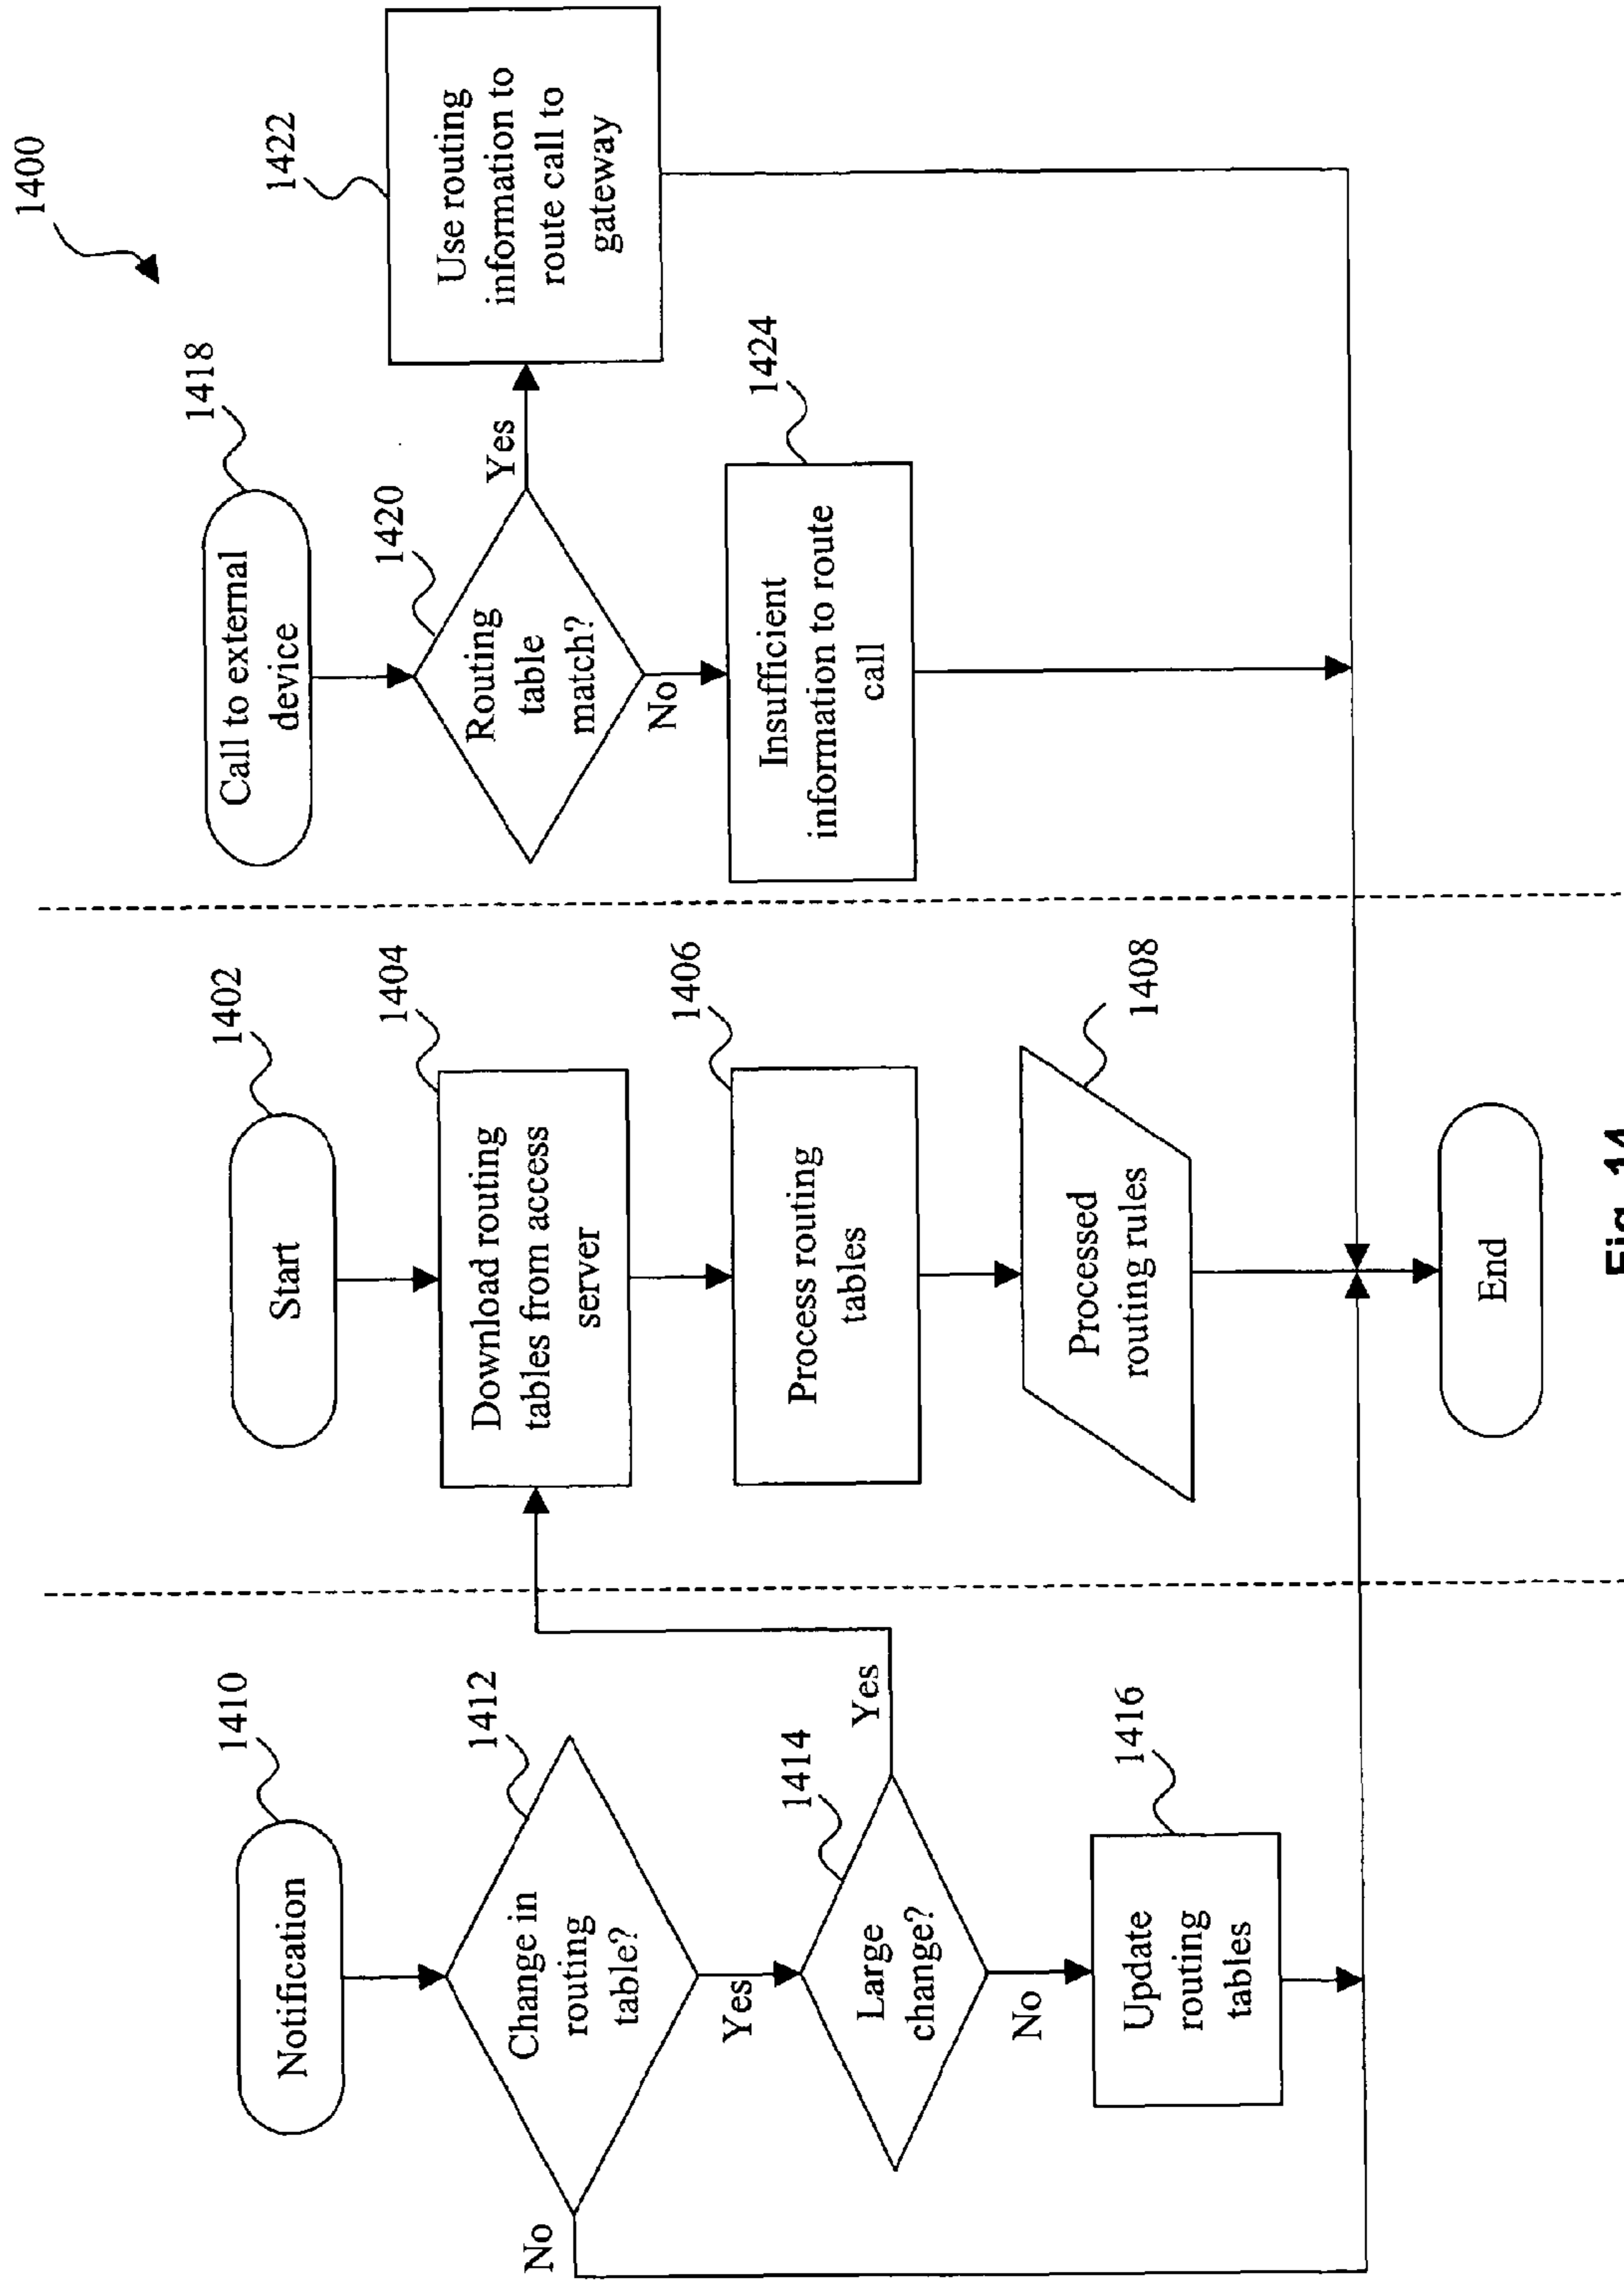 1400
1410
Notification
1412
Change in
routing
table?
No
Yes
1414
Large
change?
Yes
No
1416
Update
routing
tables
1402
Start
1404
Download routing
tables from access
server
1406
Process routing
tables
1408
Processed
routing rules
End
1418
Call to external
device
1420
Routing
table
match?
Yes
No
1422
Use routing
information to
route call to
gateway
1424
Insufficient
information to route
call
Fig. 14